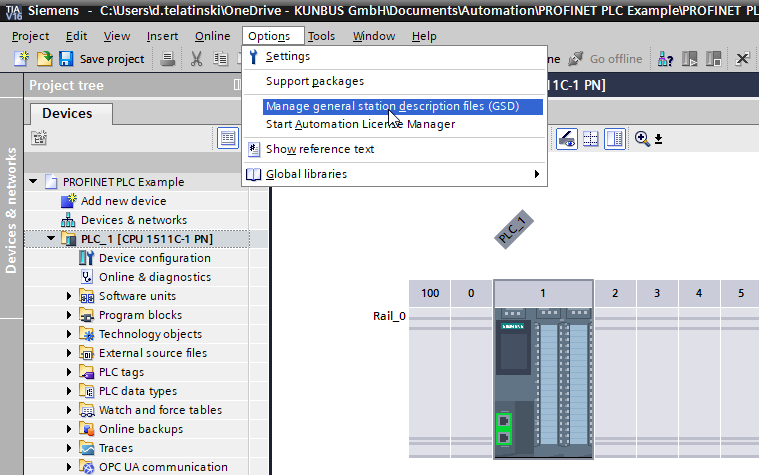 TIA V16 Siemens - C:\Users\d.telatinski\OneDrive - KUNBUS GmbH\Documents\Automation\PROFINET PLC Example\PROFINET PL
Project Edit View Insert Online Options Tools Window Help
Save project
Go offline
Settings
Support packages
Manage general station description files (GSD)
Start Automation License Manager
Show reference text
Global libraries
Project tree
1C-1 PN]
Devices
Devices & networks
PROFINET PLC Example
Add new device
Devices & networks
PLC_1 [CPU 1511C-1 PN]
Device configuration
Online & diagnostics
Software units
Program blocks
Technology objects
External source files
PLC tags
PLC data types
Watch and force tables
Online backups
Traces
OPC UA communication
PLC_1
100 0 1 2 3 4 5
Rail_0
SIEMENS